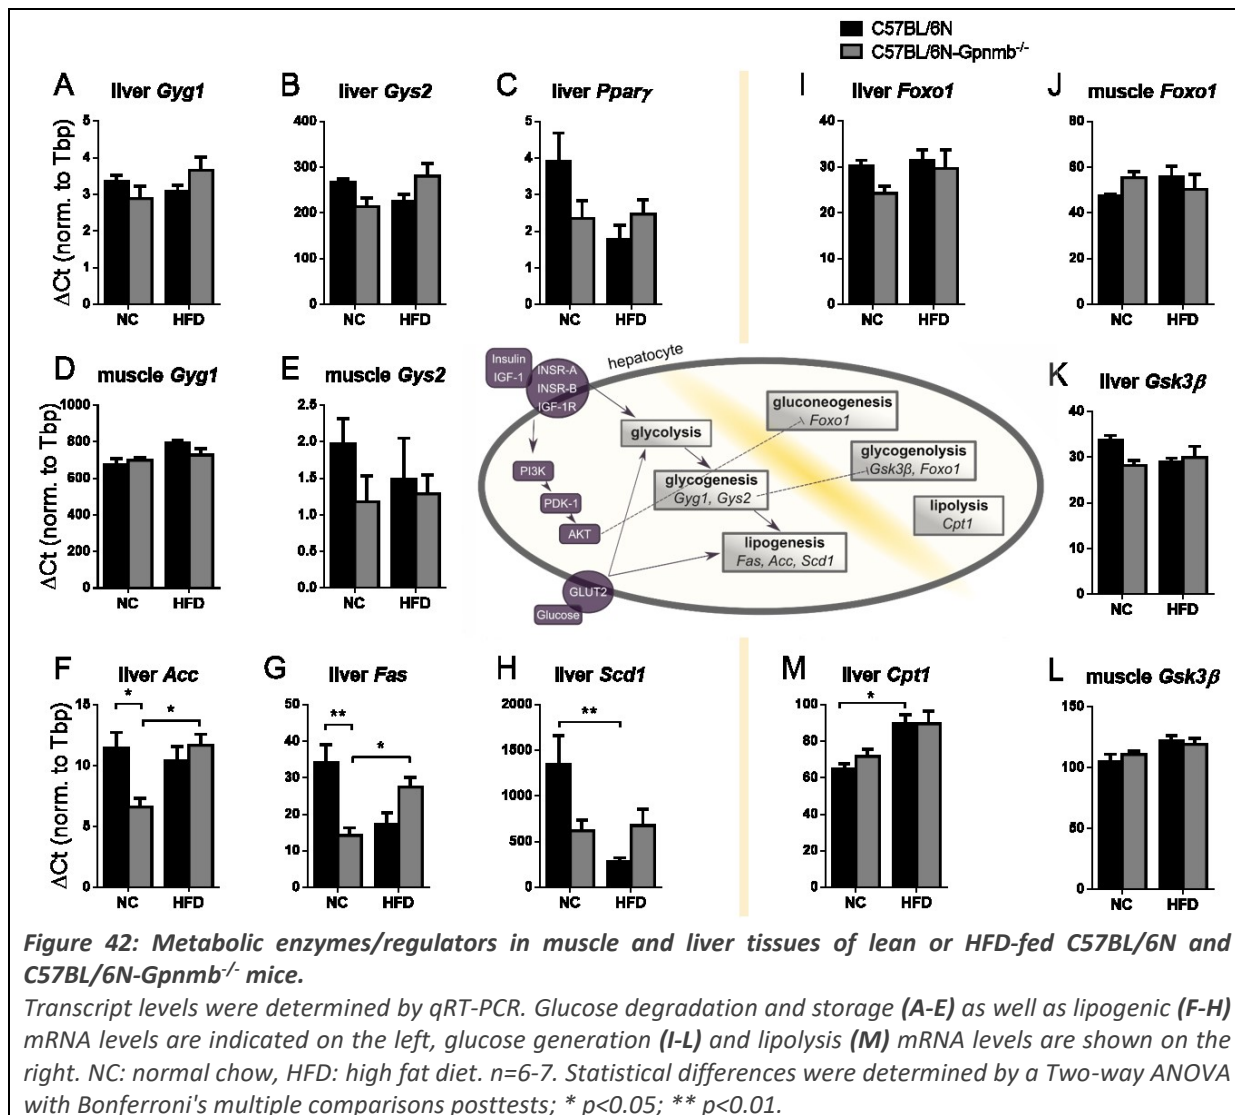 C57BL/6N
C57BL/6N-Gpnmb-/-
A liver Gyg1
ΔCt (norm. to Tbp)
5
4
3
2
1
0
NC HFD
B liver Gys2
400
300
200
100
0
NC HFD
C liver Pparγ
5
4
3
2
1
0
NC HFD
I liver Foxo1
40
30
20
10
0
NC HFD
J muscle Foxo1
80
60
40
20
0
NC HFD
D muscle Gyg1
ΔCt (norm. to Tbp)
1000
800
600
400
200
0
NC HFD
E muscle Gys2
2.5
2.0
1.5
1.0
0.5
0.0
NC HFD
hepatocyte
Insulin
IGF-1
INSR-A
INSR-B
IGF-1R
PI3K
PDK-1
AKT
GLUT2
Glucose
glycolysis
glycogenesis
Gyg1, Gys2
lipogenesis
Fas, Acc, Scd1
gluconeogenesis
Foxo1
glycogenolysis
Gsk3β, Foxo1
lipolysis
Cpt1
K liver Gsk3β
40
30
20
10
0
NC HFD
F liver Acc
ΔCt (norm. to Tbp)
15
10
5
0
*
*
NC HFD
G liver Fas
50
40
30
20
10
0
**
*
NC HFD
H liver Scd1
2000
1500
1000
500
0
**
NC HFD
M liver Cpt1
100
80
60
40
20
0
*
NC HFD
L muscle Gsk3β
150
100
50
0
NC HFD
Figure 42: Metabolic enzymes/regulators in muscle and liver tissues of lean or HFD-fed C57BL/6N and
C57BL/6N-Gpnmb-/- mice.
Transcript levels were determined by qRT-PCR. Glucose degradation and storage (A-E) as well as lipogenic (F-H)
mRNA levels are indicated on the left, glucose generation (I-L) and lipolysis (M) mRNA levels are shown on the
right. NC: normal chow, HFD: high fat diet. n=6-7. Statistical differences were determined by a Two-way ANOVA
with Bonferroni's multiple comparisons posttests; * p<0.05; ** p<0.01.